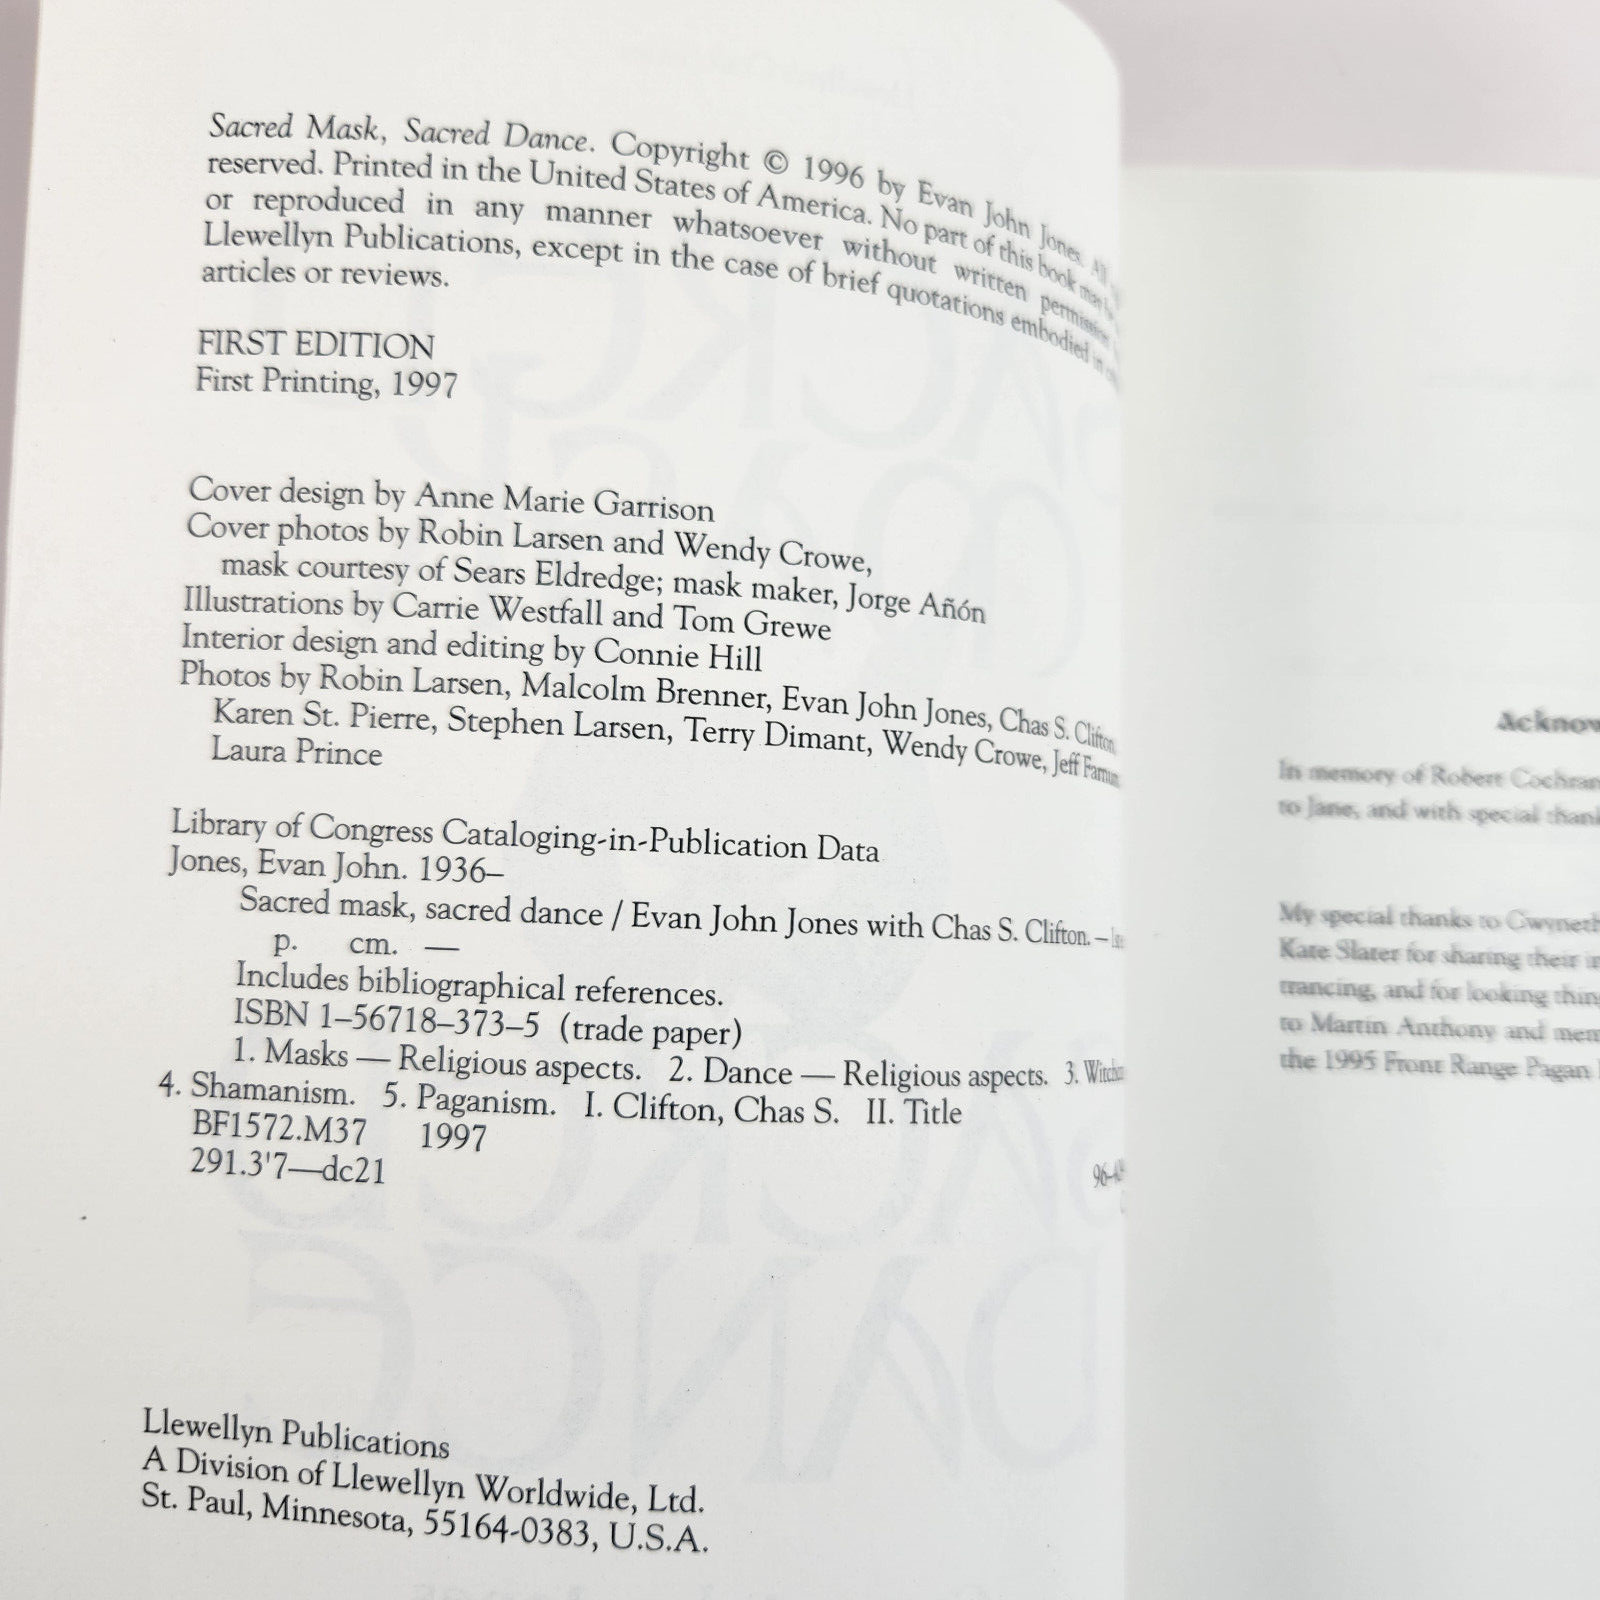 Sacred Mask, Sacred Dance. Copyright © 1996 by Evan John Jones. All
reserved. Printed in the United States of America. No part of this book may be
or reproduced in any manner whatsoever without written permission
Llewellyn Publications, except in the case of brief quotations embodied in
articles or reviews.
FIRST EDITION
First Printing, 1997
Cover design by Anne Marie Garrison
Cover photos by Robin Larsen and Wendy Crowe,
mask courtesy of Sears Eldredge; mask maker, Jorge Añón
Illustrations by Carrie Westfall and Tom Grewe
Interior design and editing by Connie Hill
Photos by Robin Larsen, Malcolm Brenner, Evan John Jones, Chas S. Clifton,
Karen St. Pierre, Stephen Larsen, Terry Dimant, Wendy Crowe, Jeff
Laura Prince
Library of Congress Cataloging-in-Publication Data
Jones, Evan John. 1936–
Sacred mask, sacred dance / Evan John Jones with Chas S. Clifton. –
p. cm. —
Includes bibliographical references.
ISBN 1–56718–373–5 (trade paper)
1. Masks — Religious aspects. 2. Dance — Religious aspects. 3.
4. Shamanism. 5. Paganism. I. Clifton, Chas S. II. Title
BF1572.M37 1997
291.3'7—dc21
Llewellyn Publications
A Division of Llewellyn Worldwide, Ltd.
St. Paul, Minnesota, 55164-0383, U.S.A.
Acknow
In memory of Robert Cochran
to Jane, and with special thank
My special thanks to Gwyneth
Kate Slater for sharing their
trancing, and for looking thing
to Martin Anthony and mem
the 1995 Front Range Pagan